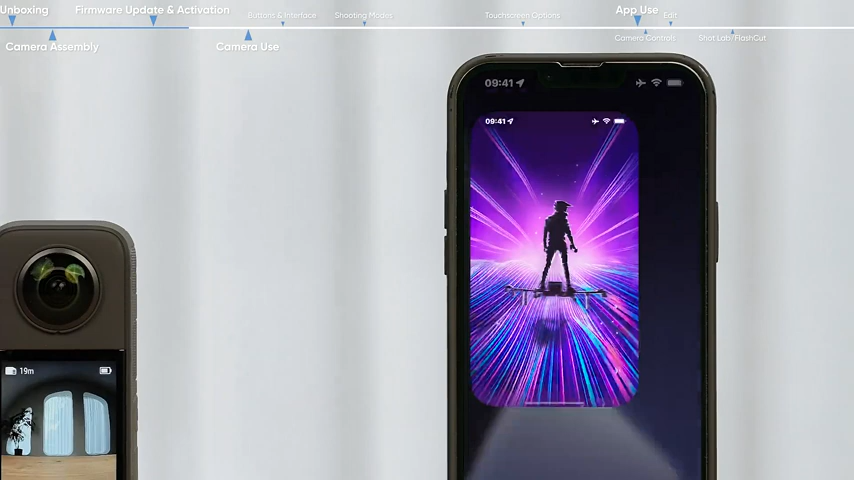 Unboxing
Firmware Update & Activation
Buttons & Interface
Shooting Modes
Touchscreen Options
App Use
Edit
Camera Assembly
Camera Use
Camera Controls
Shot Lab/FlashCut
09:41
09:41
19m